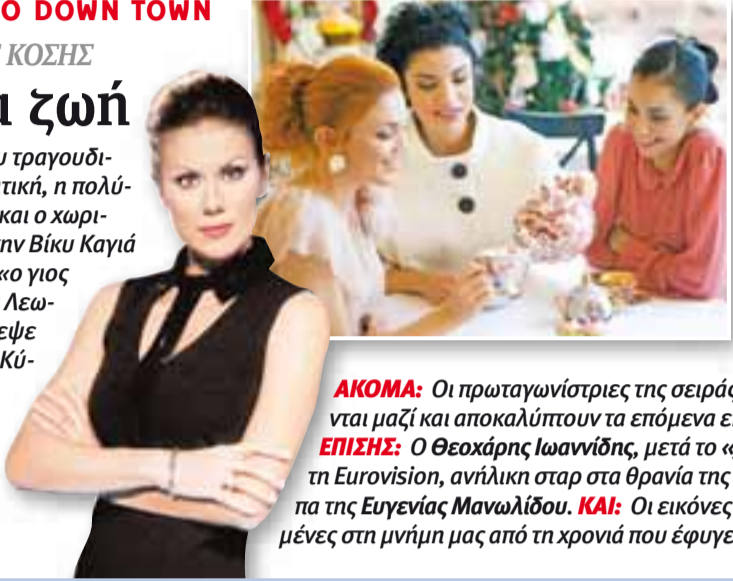 O DOWN TOWN
ΚΟΣΗΣ
ζωή
τραγουδι-
τική, η πολύ-
και ο χωρι-
την Βίκυ Καγιά
«ο γιος
Λεω-
εψε
Κύ-
ΑΚΟΜΑ: Οι πρωταγωνίστριες της σειράς
νται μαζί και αποκαλύπτουν τα επόμενα
ΕΠΙΣΗΣ: Ο Θεοχάρης Ιωαννίδης, μετά το
τη Eurovision, ανήλικη σταρ στα θρανία της
πα της Ευγενίας Μανωλίδου. ΚΑΙ: Οι εικόνες
μένες στη μνήμη μας από τη χρονιά που έφυγε